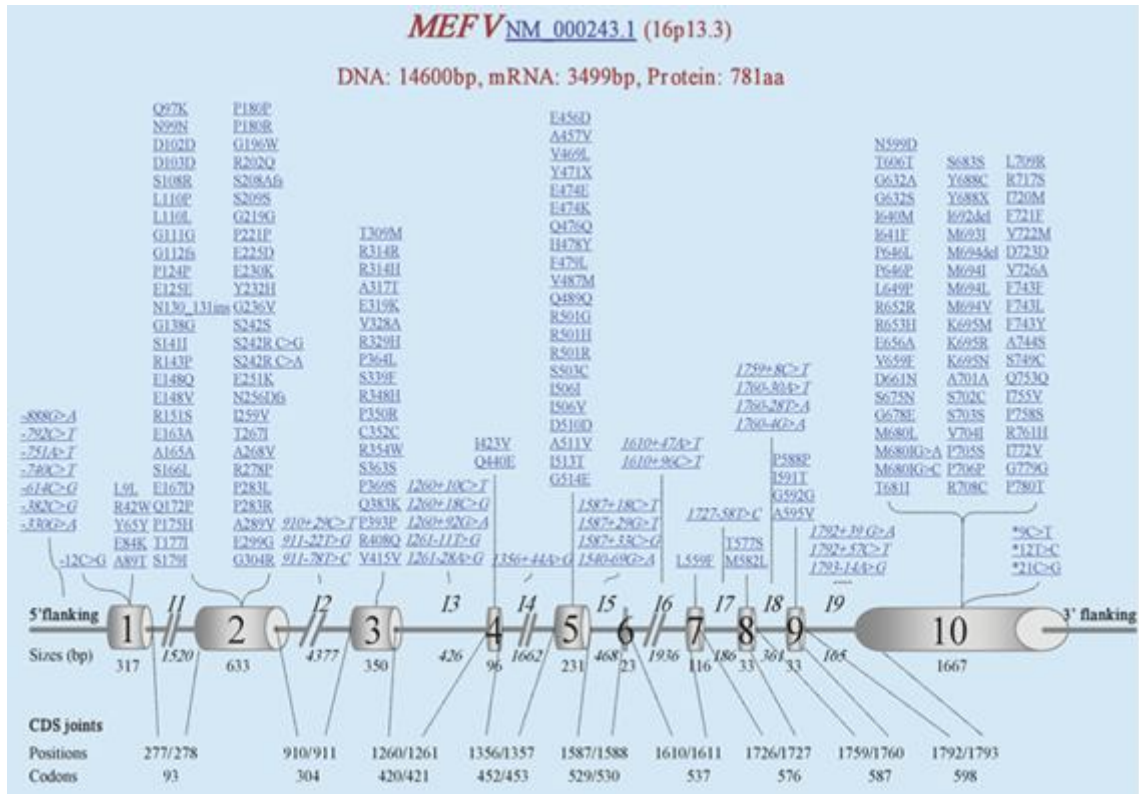 MEFV NM_000243.1 (16p13.3)
DNA: 14600bp, mRNA: 3499bp, Protein: 781aa
-888G>A
-792C>T
-751A>T
-740C>T
-614C>G
-382C>G
-330G>A
-12C>G
L9L
R42W
Y65Y
E84K
A89T
Q97K
N99N
D102D
D103D
S108R
L110P
L110L
G111G
G112fs
P124P
E125E
N130_131ins
G138G
S141I
R143P
E148Q
E148V
R151S
E163A
A165A
S166L
E167D
Q172P
P175H
T177I
S179I
P180P
P180R
G196W
R202Q
S208Afs
S209S
G219G
P221P
E225D
E230K
Y232H
G236V
S242S
S242R C>G
S242R C>A
E251K
N256Dfs
I259V
T267I
A268V
R278P
P283L
P283R
A289V
E299G
G304R
910+29C>T
911-22T>G
911-78T>C
T309M
R314R
R314H
A317T
E319K
V328A
R329H
P364L
S339F
R348H
P350R
C352C
R354W
S363S
P369S
Q383K
P393P
R408Q
V415V
1260+10C>T
1260+18C>G
1260+92G>A
1261-11T>G
1261-28A>G
I423V
Q440E
1356+44A>G
E456D
A457V
V469L
Y471X
E474E
E474K
Q476Q
H478Y
F479L
V487M
Q489Q
R501G
R501H
R501R
S503C
I506I
I506V
D510D
A511V
I513T
G514E
1587+18C>T
1587+29G>T
1587+33C>G
1540-69G>A
1610+47A>T
1610+96C>T
L559F
1727-58T>C
T577S
M582L
1759+8C>T
1760-30A>T
1760-28T>A
1760-4G>A
P588P
I591T
G592G
A595V
1792+39 G>A
1792+57C>T
1793-14A>G
N599D
T606T
G632A
G632S
I640M
I641F
P646L
P646P
L649P
R652R
R653H
E656A
V659F
D661N
S675N
G678E
M680L
M680IG>A
M680IG>C
T681I
S683S
Y688C
Y688X
I692del
M693I
M694del
M694I
M694L
M694V
K695M
K695R
K695N
A701A
S702C
S703S
V704I
P705S
P706P
R708C
L709R
R717S
I720M
F721F
V722M
D723D
V726A
F743F
F743L
F743Y
A744S
S749C
Q753Q
I755V
P758S
R761H
I772V
G779G
P780T
*9C>T
*12T>C
*21C>G
5'flanking 1 I1 2 I2 3 I3 4 I4 5 I5 6 I6 7 I7 8 I8 9 I9 10 3' flanking
Sizes (bp) 317 1520 633 4377 350 426 96 1662 231 468 23 1936 116 186 33 361 33 165 1667
CDS joints
Positions 277/278 910/911 1260/1261 1356/1357 1587/1588 1610/1611 1726/1727 1759/1760 1792/1793
Codons 93 304 420/421 452/453 529/530 537 576 587 598